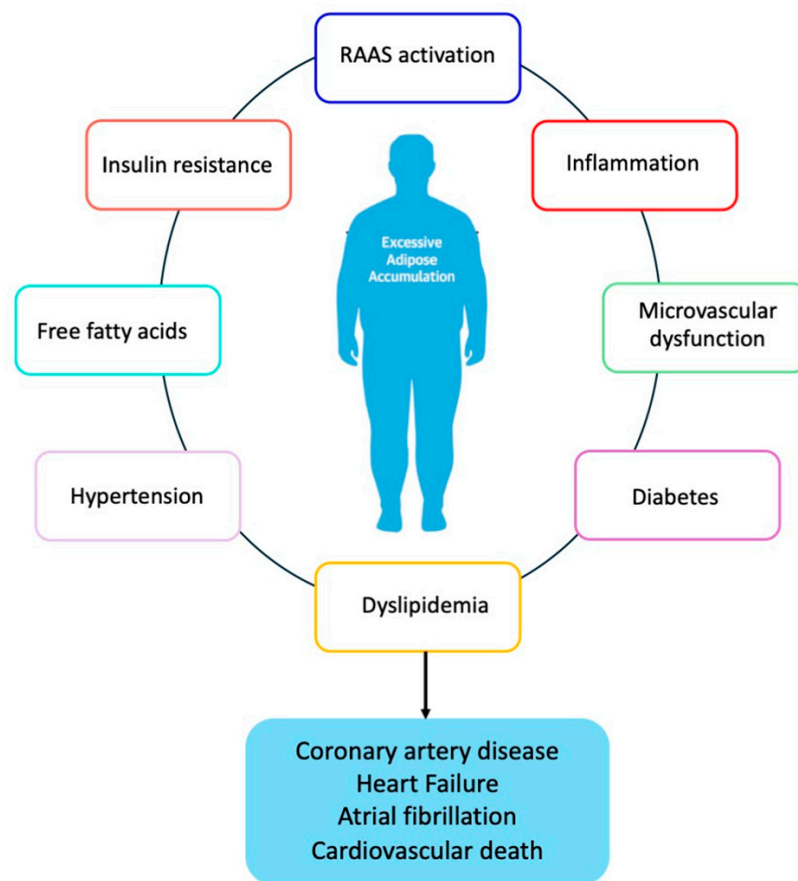 RAAS activation
Insulin resistance
Inflammation
Excessive
Adipose
Accumulation
Free fatty acids
Microvascular
dysfunction
Hypertension
Diabetes
Dyslipidemia
Coronary artery disease
Heart Failure
Atrial fibrillation
Cardiovascular death